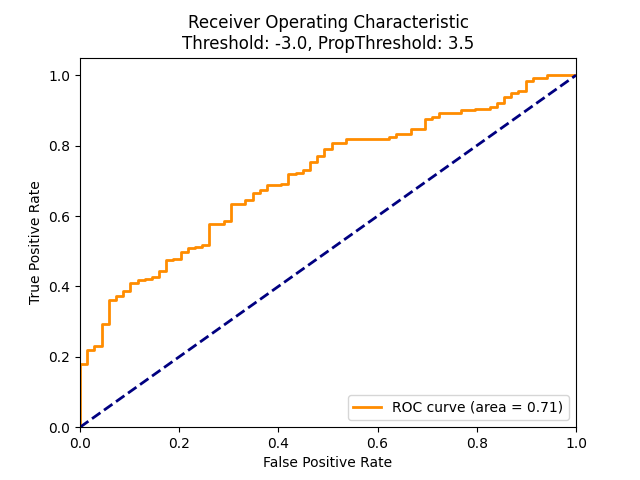 Receiver Operating Characteristic
Threshold: -3.0, PropThreshold: 3.5
1.0
0.8
0.6
0.4
0.2
0.0
True Positive Rate
ROC curve (area = 0.71)
0.0 0.2 0.4 0.6 0.8 1.0
False Positive Rate